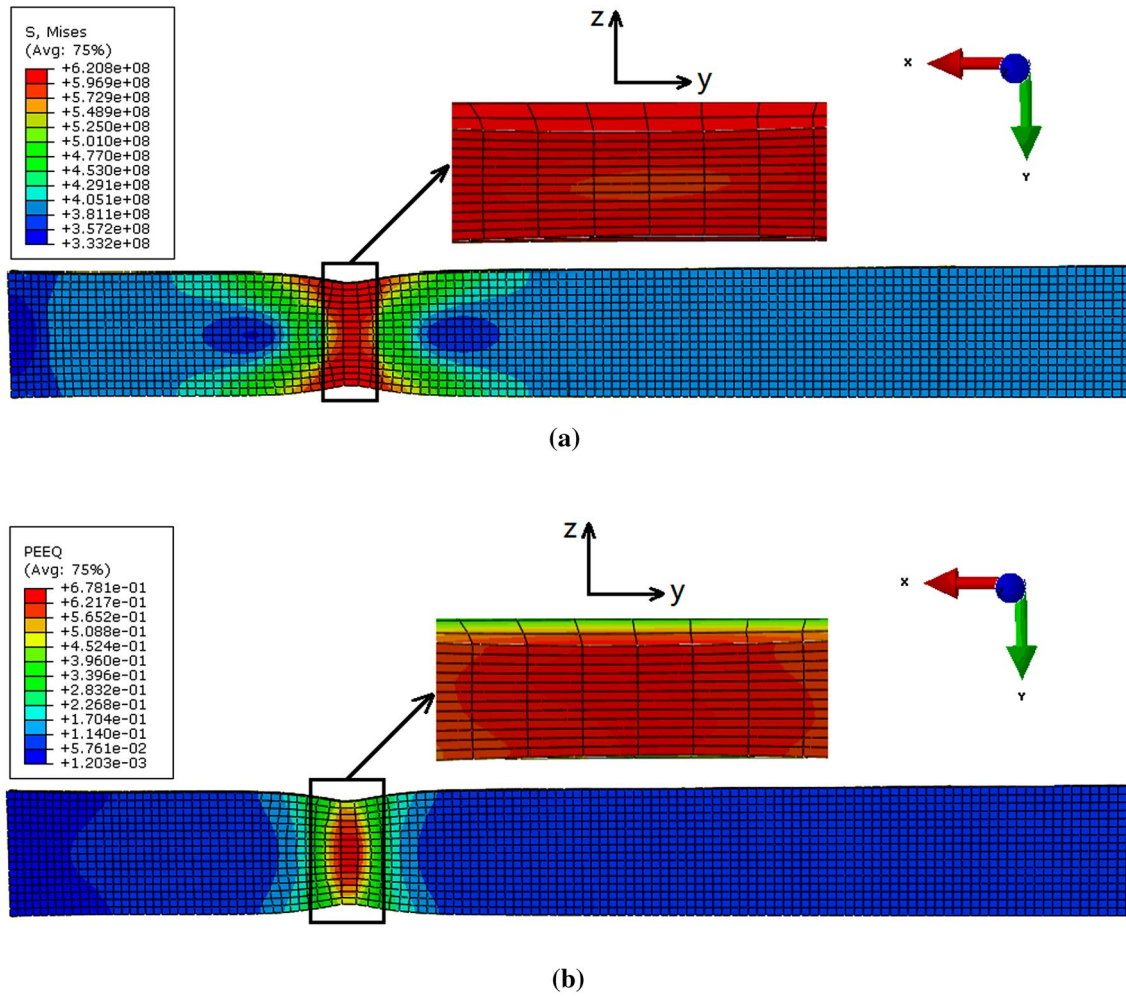 S, Mises
(Avg: 75%)
+6.208e+08
+5.969e+08
+5.729e+08
+5.489e+08
+5.250e+08
+5.010e+08
+4.770e+08
+4.530e+08
+4.291e+08
+4.051e+08
+3.811e+08
+3.572e+08
+3.332e+08
z
y
X
Y
(a)
PEEQ
(Avg: 75%)
+6.781e-01
+6.217e-01
+5.652e-01
+5.088e-01
+4.524e-01
+3.960e-01
+3.396e-01
+2.832e-01
+2.268e-01
+1.704e-01
+1.140e-01
+5.761e-02
+1.203e-03
z
y
X
Y
(b)